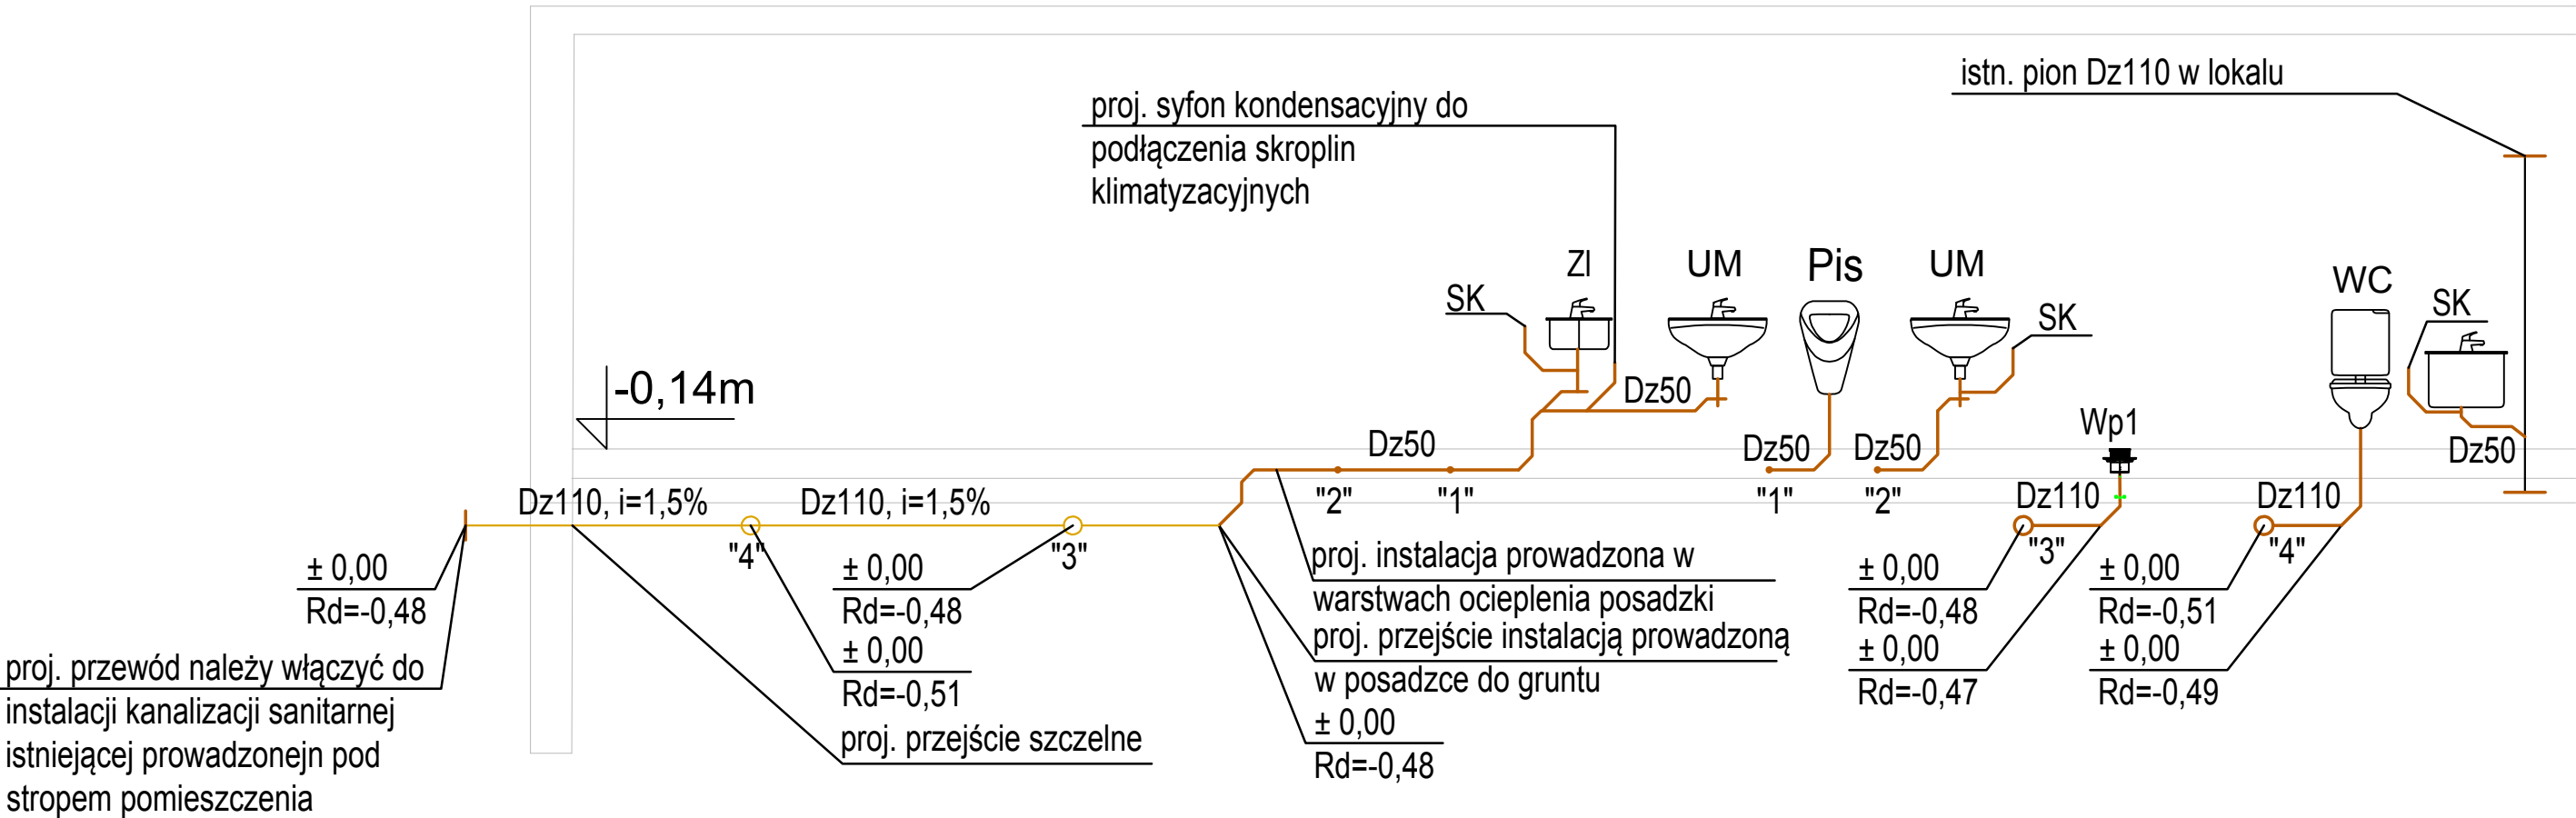 istn. pion Dz110 w lokalu
proj. syfon kondensacyjny do
podłączenia skroplin
klimatyzacyjnych
Zl
UM
Pis
UM
WC
SK
SK
SK
-0,14m
Dz50
Wp1
Dz50
Dz50
Dz50
Dz50
Dz110, i=1,5%
Dz110, i=1,5%
"2"
"1"
"1"
"2"
Dz110
Dz110
"4"
"3"
"3"
"4"
± 0,00
Rd=-0,48
± 0,00
Rd=-0,48
± 0,00
Rd=-0,51
proj. instalacja prowadzona w
warstwach ocieplenia posadzki
proj. przejście instalacją prowadzoną
w posadzce do gruntu
± 0,00
Rd=-0,48
± 0,00
Rd=-0,48
± 0,00
Rd=-0,47
± 0,00
Rd=-0,51
± 0,00
Rd=-0,49
proj. przejście szczelne
proj. przewód należy włączyć do
instalacji kanalizacji sanitarnej
istniejącej prowadzonejn pod
stropem pomieszczenia